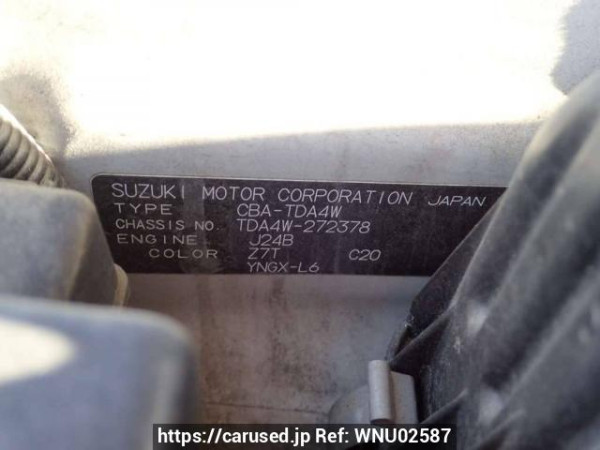 SUZUKI MOTOR CORPORATION JAPAN
TYPE CBA-TDA4W
CHASSIS NO. TDA4W-272378
ENGINE J24B
COLOR Z7T C20
YNGX-L6
https://carused.jp Ref: WNU02587